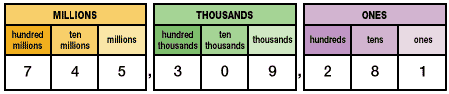 MILLIONS THOUSANDS ONES
hundred millions ten millions millions hundred thousands ten thousands thousands hundreds tens ones
7 4 5 , 3 0 9 , 2 8 1